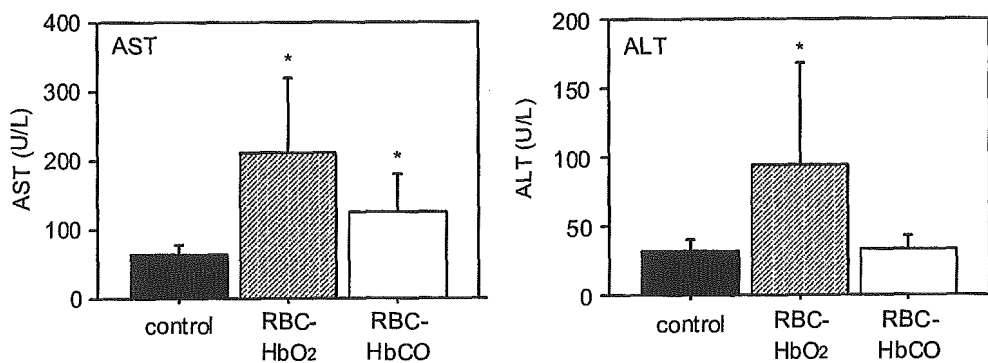 AST
AST (U/L)
400
300
200
100
0
*
*
control
RBC-
HbO2
RBC-
HbCO
ALT
ALT (U/L)
200
150
100
50
0
*
control
RBC-
HbO2
RBC-
HbCO